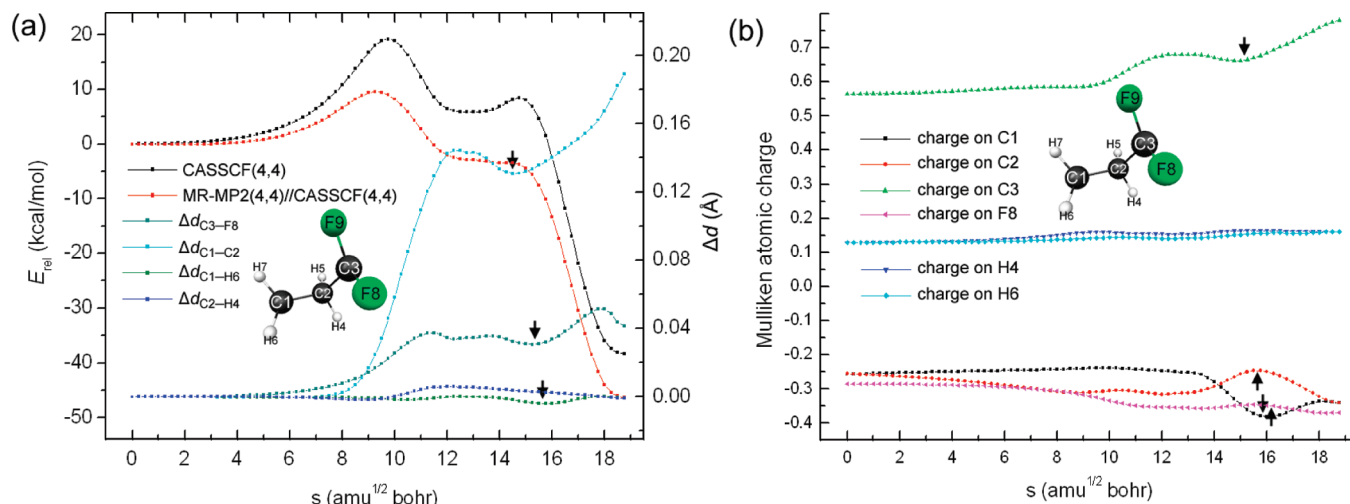 (a)
20
10
0
-10
-20
-30
-40
-50
E_rel (kcal/mol)
0.20
0.15
0.10
0.05
0.00
Δd (Å)
CASSCF(4,4)
MR-MP2(4,4)//CASSCF(4,4)
Δd_C3–F8
Δd_C1–C2
Δd_C1–H6
Δd_C2–H4
F9
H7
H5
C3
C1
C2
F8
H6
H4
0 2 4 6 8 10 12 14 16 18
s (amu^1/2 bohr)
(b)
0.7
0.6
0.5
0.4
0.3
0.2
0.1
0.0
-0.1
-0.2
-0.3
-0.4
Mulliken atomic charge
charge on C1
charge on C2
charge on C3
charge on F8
charge on H4
charge on H6
F9
H7
H5
C3
C1
C2
F8
H6
H4
0 2 4 6 8 10 12 14 16 18
s (amu^1/2 bohr)